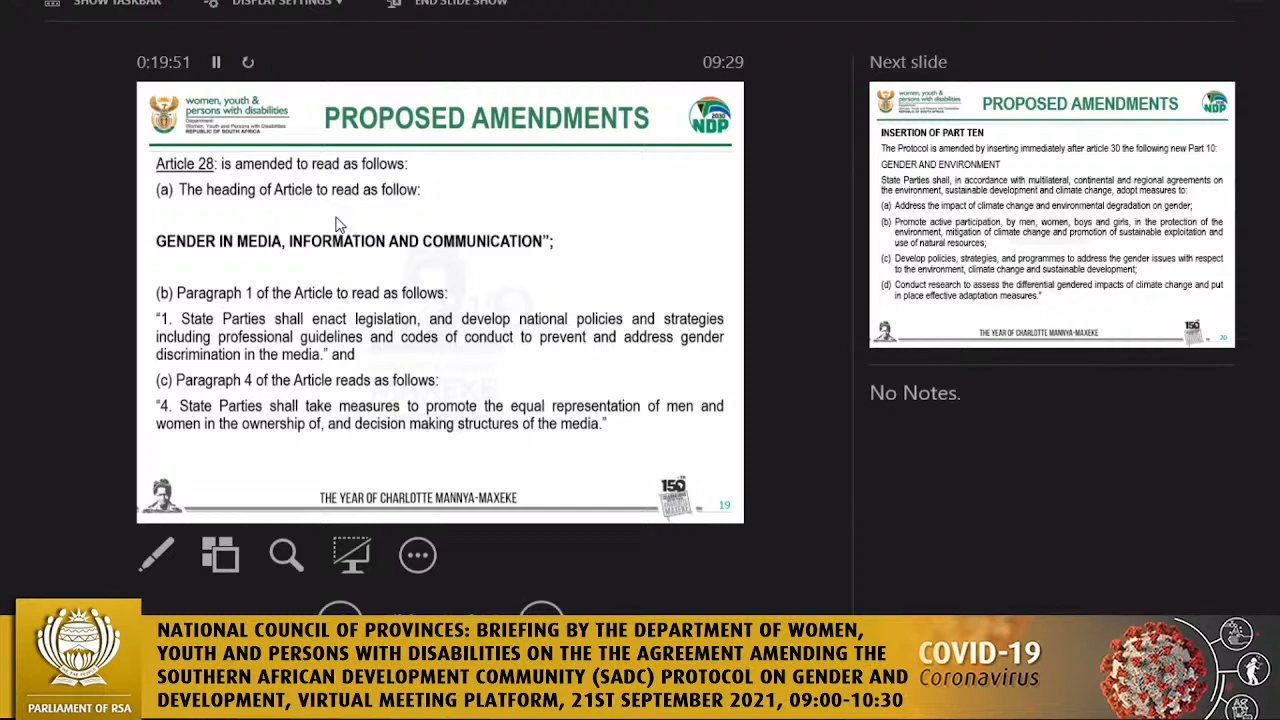 SHOW TASKBAR
DISPLAY SETTINGS
END SLIDE SHOW
0:19:51
09:29
women, youth &
persons with disabilities
Department:
Women, Youth and Persons with Disabilities
REPUBLIC OF SOUTH AFRICA
PROPOSED AMENDMENTS
2030
NDP
Article 28: is amended to read as follows:
(a) The heading of Article to read as follow:
GENDER IN MEDIA, INFORMATION AND COMMUNICATION”;
(b) Paragraph 1 of the Article to read as follows:
“1. State Parties shall enact legislation, and develop national policies and strategies
including professional guidelines and codes of conduct to prevent and address gender
discrimination in the media.” and
(c) Paragraph 4 of the Article reads as follows:
“4. State Parties shall take measures to promote the equal representation of men and
women in the ownership of, and decision making structures of the media.”
THE YEAR OF CHARLOTTE MANNYA-MAXEKE
150
19
Next slide
women, youth &
persons with disabilities
PROPOSED AMENDMENTS
NDP
INSERTION OF PART TEN
The Protocol is amended by inserting immediately after article 30 the following new Part 10:
GENDER AND ENVIRONMENT
State Parties shall, in accordance with multilateral, continental and regional agreements on
the environment, sustainable development and climate change, adopt measures to:
(a) Address the impact of climate change and environmental degradation on gender;
(b) Promote active participation, by men, women, boys and girls, in the protection of the
environment, mitigation of climate change and promotion of sustainable exploitation and
use of natural resources;
(c) Develop policies, strategies, and programmes to address the gender issues with respect
to the environment, climate change and sustainable development;
(d) Conduct research to assess the differential gendered impacts of climate change and put
in place effective adaptation measures.”
THE YEAR OF CHARLOTTE MANNYA-MAXEKE
150
20
No Notes.
PARLIAMENT OF RSA
NATIONAL COUNCIL OF PROVINCES: BRIEFING BY THE DEPARTMENT OF WOMEN,
YOUTH AND PERSONS WITH DISABILITIES ON THE THE AGREEMENT AMENDING THE
SOUTHERN AFRICAN DEVELOPMENT COMMUNITY (SADC) PROTOCOL ON GENDER AND
DEVELOPMENT, VIRTUAL MEETING PLATFORM, 21ST SEPTEMBER 2021, 09:00-10:30
COVID-19
Coronavirus